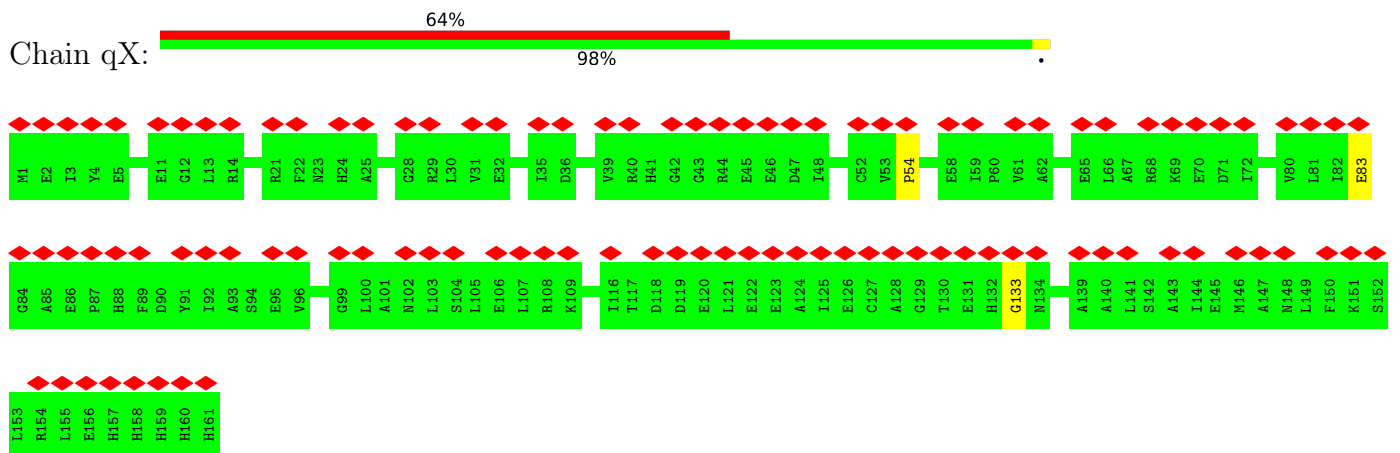 64%
Chain qX:
98%
•
M1 E2 I3 Y4 E5 E11 G12 L13 R14 R21 F22 N23 H24 A25 G28 R29 L30 V31 E32 I35 D36 V39 R40 H41 G42 G43 R44 E45 E46 D47 I48 C52 V53 P54 E58 I59 P60 V61 A62 E65 L66 A67 R68 K69 E70 D71 I72 V80 L81 I82 E83
G84 A85 E86 P87 H88 F89 D90 Y91 I92 A93 S94 E95 V96 G99 L100 A101 N102 L103 S104 L105 E106 L107 R108 K109 I116 T117 D118 D119 E120 L121 E122 E123 A124 I125 E126 C127 A128 G129 T130 E131 H132 G133 N134 A139 A140 L141 S142 A143 I144 E145 M146 A147 N148 L149 F150 K151 S152
L153 R154 L155 E156 H157 H158 H159 H160 H161